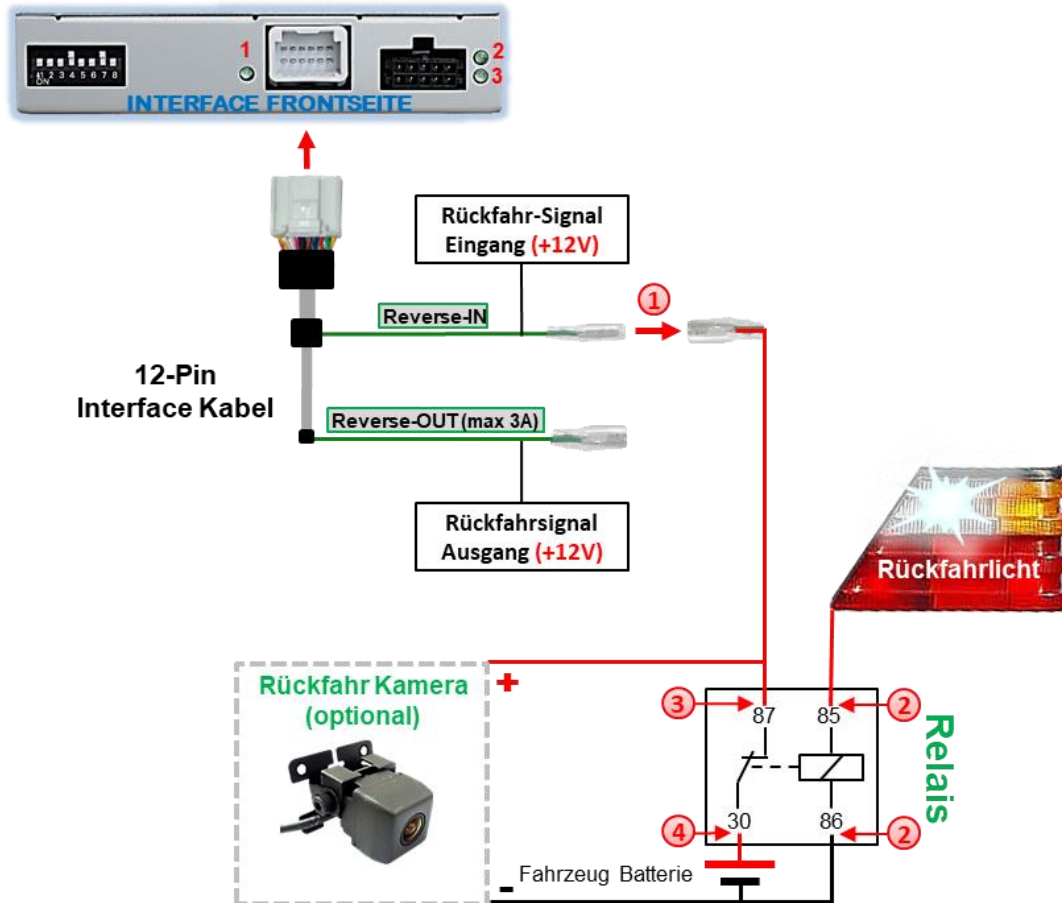 1
2
3
ON
1 2 3 4 5 6 7 8
INTERFACE FRONTSEITE
Rückfahr-Signal
Eingang (+12V)
1
Reverse-IN
12-Pin
Interface Kabel
Reverse-OUT (max 3A)
Rückfahrsignal
Ausgang (+12V)
Rückfahrlicht
Rückfahr Kamera
(optional)
+
3
87
85
2
Relais
4
30
86
2
- Fahrzeug Batterie